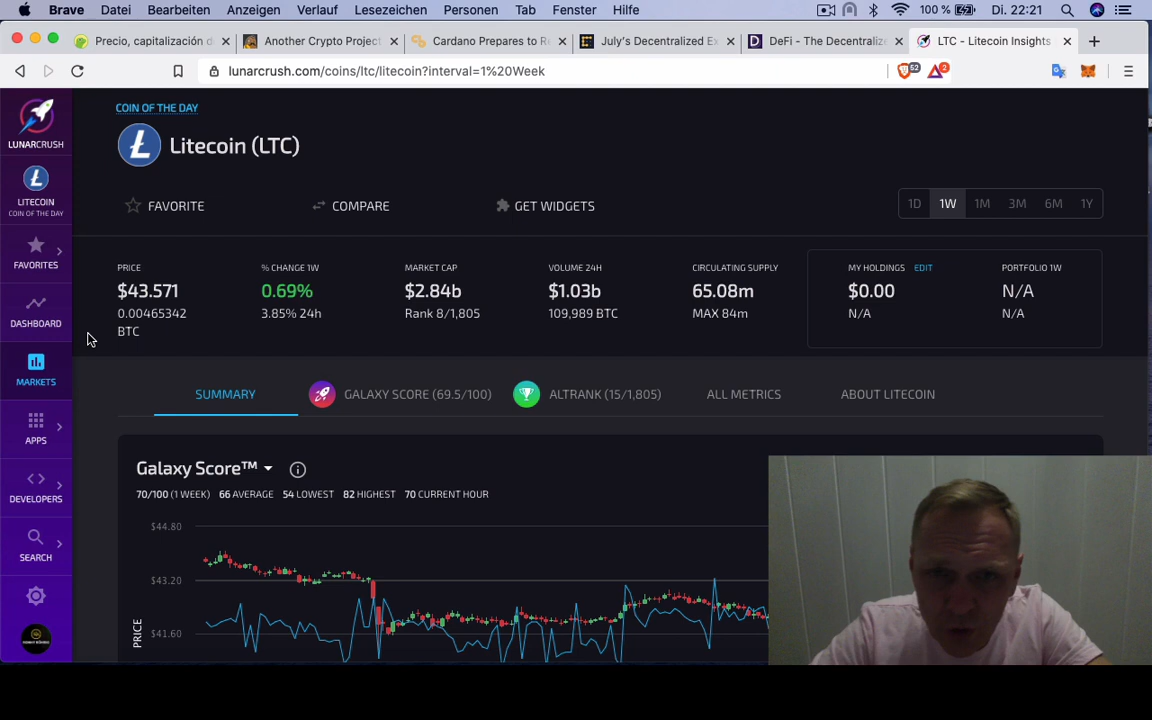 Brave Datei Bearbeiten Anzeigen Verlauf Lesezeichen Personen Tab Fenster Hilfe 100 % Di. 22:21
Precio, capitalización d Another Crypto Project Cardano Prepares to Re July's Decentralized Ex DeFi - The Decentraliz LTC - Litecoin Insights
lunarcrush.com/coins/ltc/litecoin?interval=1%20Week 52 2
LUNARCRUSH
LITECOIN
COIN OF THE DAY
FAVORITES
DASHBOARD
MARKETS
APPS
DEVELOPERS
SEARCH
COIN OF THE DAY
Litecoin (LTC)
FAVORITE COMPARE GET WIDGETS 1D 1W 1M 3M 6M 1Y
PRICE % CHANGE 1W MARKET CAP VOLUME 24H CIRCULATING SUPPLY MY HOLDINGS EDIT PORTFOLIO 1W
$43.571 0.69% $2.84b $1.03b 65.08m $0.00 N/A
0.00465342 3.85% 24h Rank 8/1,805 109,989 BTC MAX 84m N/A N/A
BTC
SUMMARY GALAXY SCORE (69.5/100) ALTRANK (15/1,805) ALL METRICS ABOUT LITECOIN
Galaxy Score™
70/100 (1 WEEK) 66 AVERAGE 54 LOWEST 82 HIGHEST 70 CURRENT HOUR
$44.80
$43.20
$41.60
PRICE